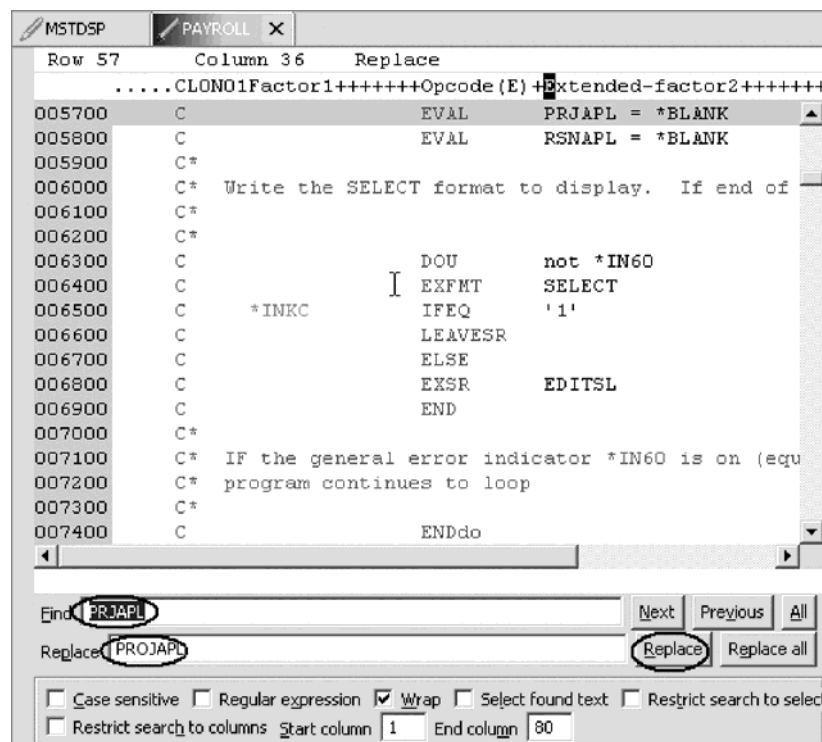 MSTDSP PAYROLL
Row 57 Column 36 Replace
.....CL0N01Factor1+++++++Opcode(E)+Extended-factor2+++++++
005700 C EVAL PRJAPL = *BLANK
005800 C EVAL RSNAPL = *BLANK
005900 C*
006000 C* Write the SELECT format to display. If end of
006100 C*
006200 C*
006300 C DOU not *IN60
006400 C EXFMT SELECT
006500 C *INKC IFEQ '1'
006600 C LEAVESR
006700 C ELSE
006800 C EXSR EDITSL
006900 C END
007000 C*
007100 C* IF the general error indicator *IN60 is on (equ
007200 C* program continues to loop
007300 C*
007400 C ENDdo
Find PRJAPL Next Previous All
Replace PROJAPL Replace Replace all
Case sensitive Regular expression Wrap Select found text Restrict search to select
Restrict search to columns Start column 1 End column 80